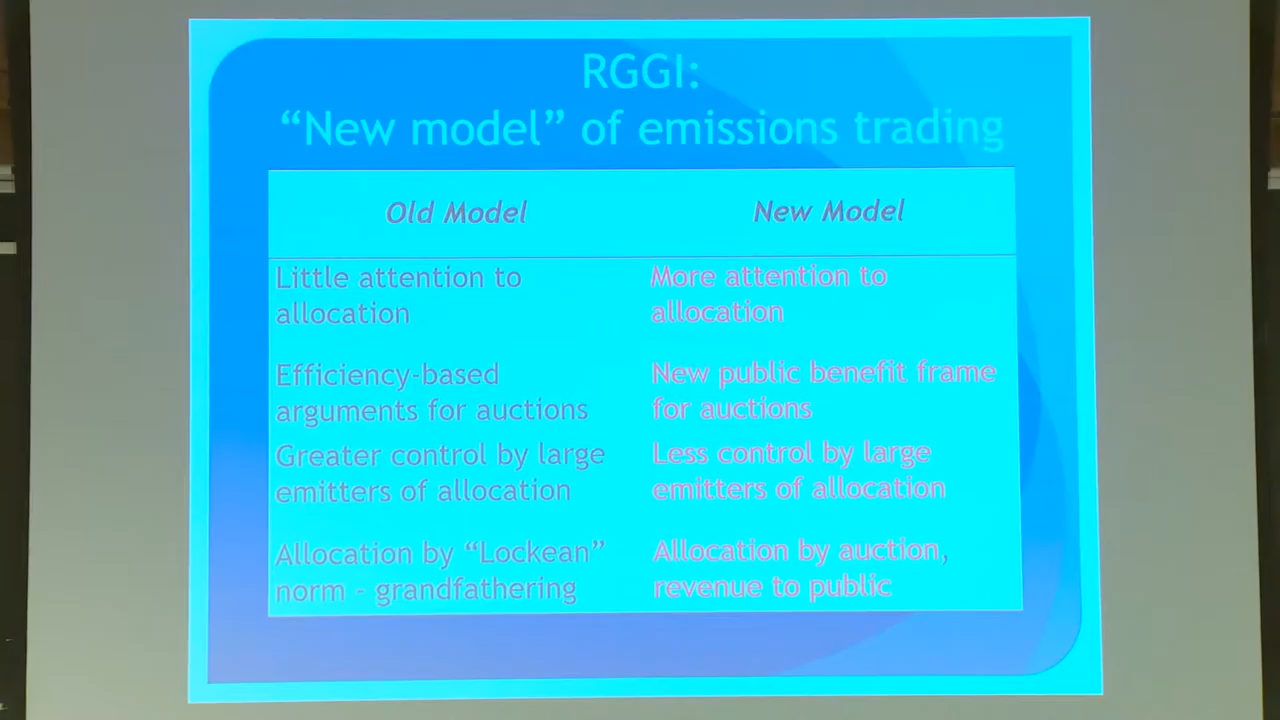 RGGI:
“New model” of emissions trading
Old Model
New Model
Little attention to
allocation
More attention to
allocation
Efficiency-based
arguments for auctions
New public benefit frame
for auctions
Greater control by large
emitters of allocation
Less control by large
emitters of allocation
Allocation by “Lockean”
norm – grandfathering
Allocation by auction,
revenue to public